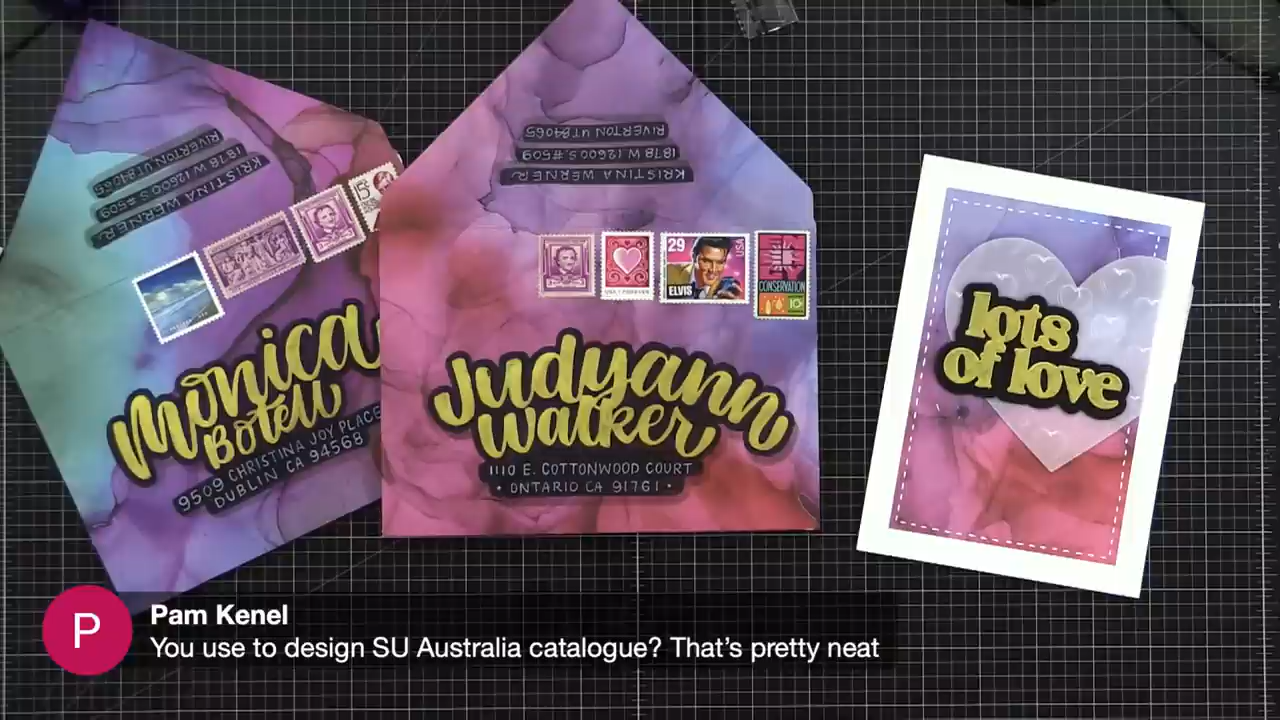 KRISTINA WERNER
1878 W 12600 S #509
RIVERTON UT 84065
15¢
Monica
Botell
9509 CHRISTINA JOY PLACE
DUBLIN CA 94568
KRISTINA WERNER
1878 W. 12600 S. #509
RIVERTON UT 84065
29
USA
ELVIS
ENERGY
CONSERVATION
10¢
Judyann
walker
1110 E. COTTONWOOD COURT
• ONTARIO CA 91761 •
lots
of love
P
Pam Kenel
You use to design SU Australia catalogue? That’s pretty neat